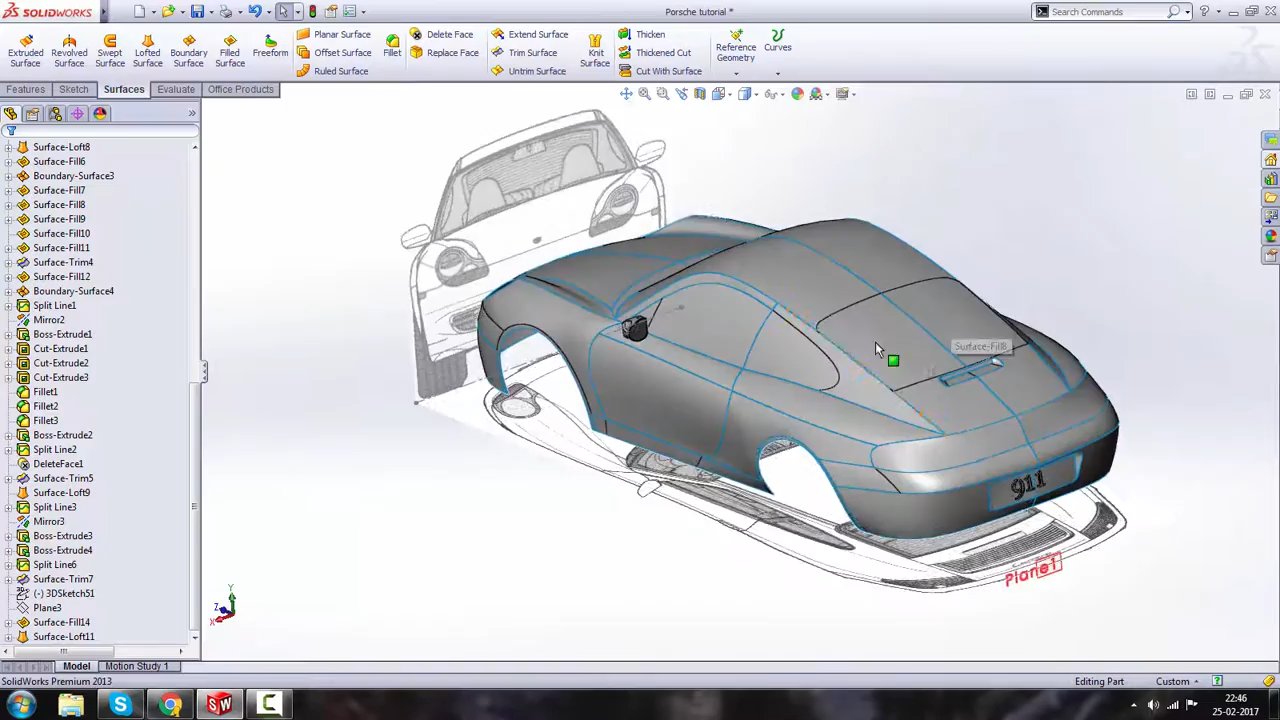 SOLIDWORKS
Porsche tutorial *
Search Commands
Extruded Surface
Revolved Surface
Swept Surface
Lofted Surface
Boundary Surface
Filled Surface
Freeform
Planar Surface
Offset Surface
Ruled Surface
Fillet
Delete Face
Replace Face
Extend Surface
Trim Surface
Untrim Surface
Knit Surface
Thicken
Thickened Cut
Cut With Surface
Reference Geometry
Curves
Features
Sketch
Surfaces
Evaluate
Office Products
Surface-Loft8
Surface-Fill6
Boundary-Surface3
Surface-Fill7
Surface-Fill8
Surface-Fill9
Surface-Fill10
Surface-Fill11
Surface-Trim4
Surface-Fill12
Boundary-Surface4
Split Line1
Mirror2
Boss-Extrude1
Cut-Extrude1
Cut-Extrude2
Cut-Extrude3
Fillet1
Fillet2
Fillet3
Boss-Extrude2
Split Line2
DeleteFace1
Surface-Trim5
Surface-Loft9
Split Line3
Mirror3
Boss-Extrude3
Boss-Extrude4
Split Line6
Surface-Trim7
(-) 3DSketch51
Plane3
Surface-Fill14
Surface-Loft11
Surface-Fill8
911
Plane1
Y
Z
X
Model
Motion Study 1
SolidWorks Premium 2013
Editing Part
Custom
22:46
25-02-2017